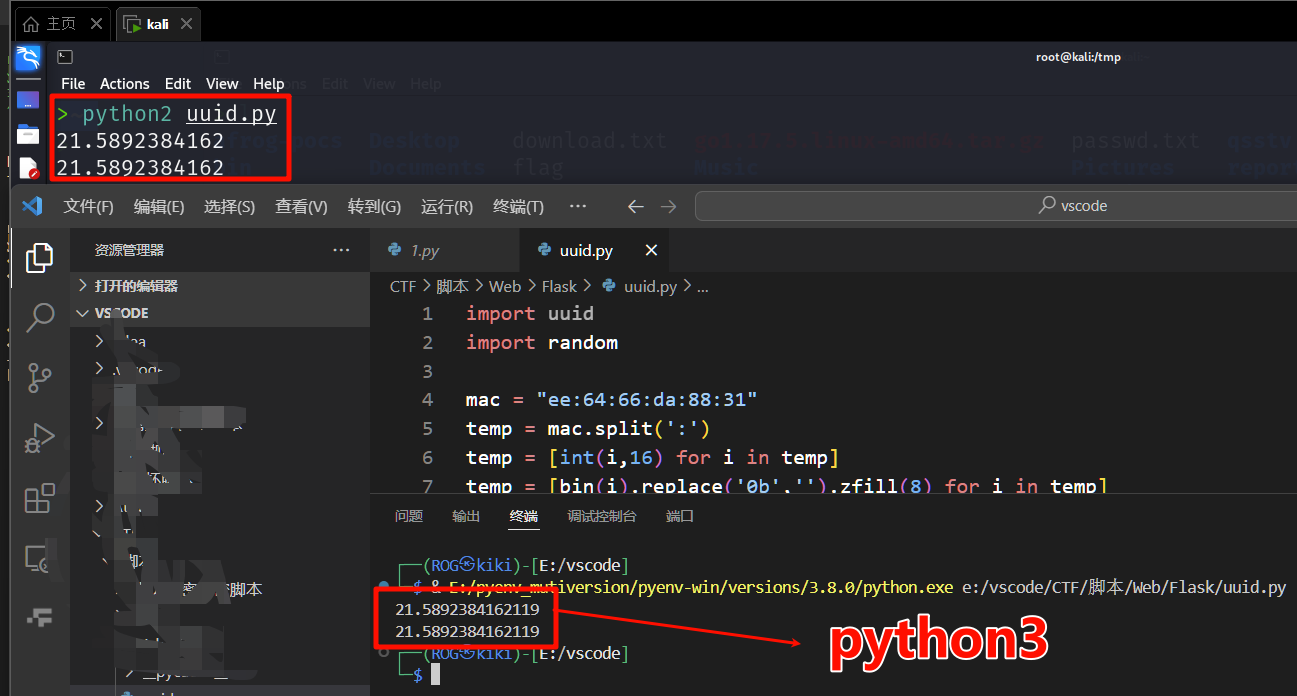 主页
kali
root@kali:/tmp
File Actions Edit View Help
> python2 uuid.py
21.5892384162
21.5892384162
Desktop download.txt passwd.txt
Documents flag Music Pictures
文件(F) 编辑(E) 选择(S) 查看(V) 转到(G) 运行(R) 终端(T) ··· vscode
资源管理器 ···
1.py
uuid.py
打开的编辑器
VSCODE
CTF > 脚本 > Web > Flask > uuid.py > ...
1 import uuid
2 import random
3
4 mac = "ee:64:66:da:88:31"
5 temp = mac.split(':')
6 temp = [int(i,16) for i in temp]
7 temp = [bin(i).replace('0b','').zfill(8) for i in temp]
问题 输出 终端 调试控制台 端口
┌──(ROG㉿kiki)-[E:/vscode]
└─$ & E:/pyenv_mutiversion/pyenv-win/versions/3.8.0/python.exe e:/vscode/CTF/脚本/Web/Flask/uuid.py
21.5892384162119
21.5892384162119
python3
┌──(ROG㉿kiki)-[E:/vscode]
└─$